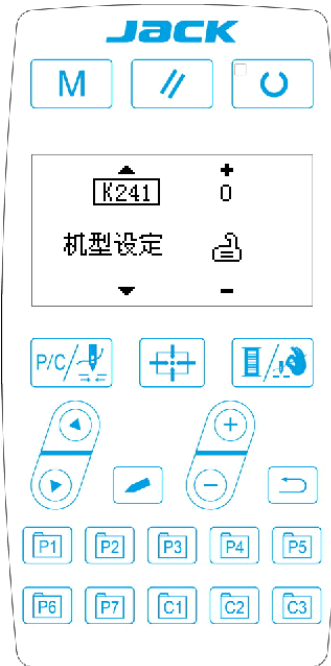 JACK
M
K241 0
机型设定
P/C/
P1 P2 P3 P4 P5
P6 P7 C1 C2 C3